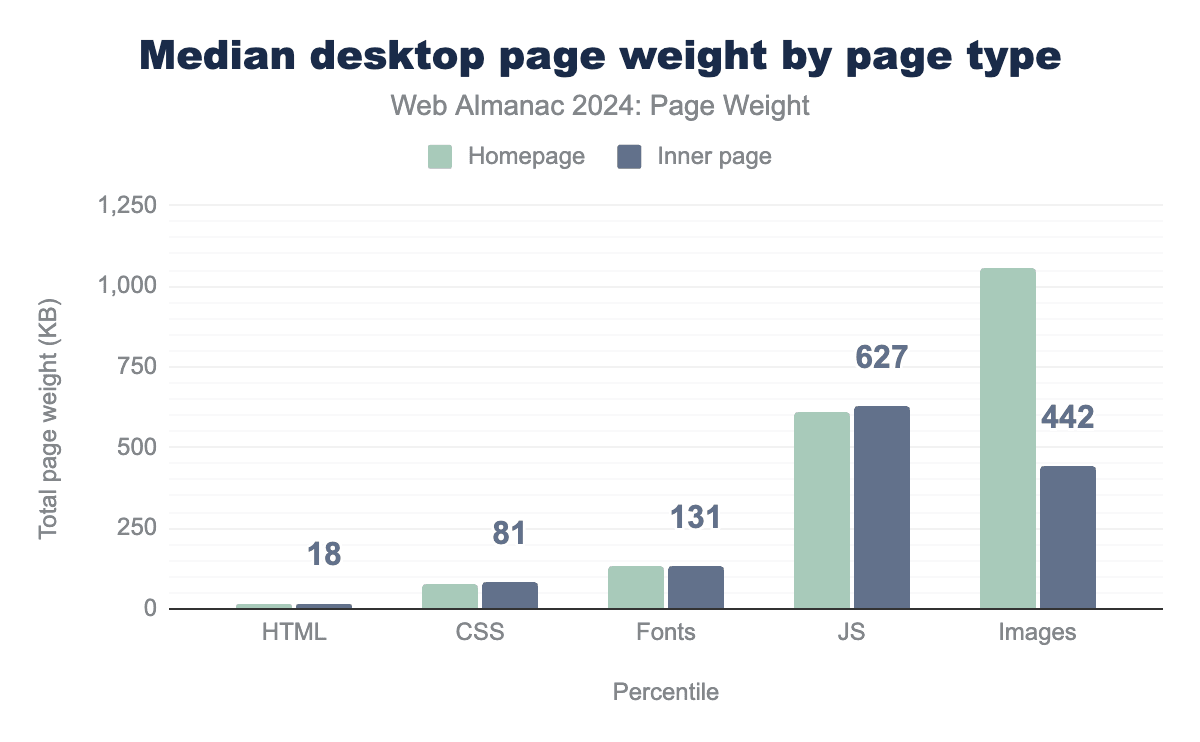 Median desktop page weight by page type
Web Almanac 2024: Page Weight
Homepage Inner page
Total page weight (KB)
1,250
1,000
750
500
250
0
18
81
131
627
442
HTML CSS Fonts JS Images
Percentile